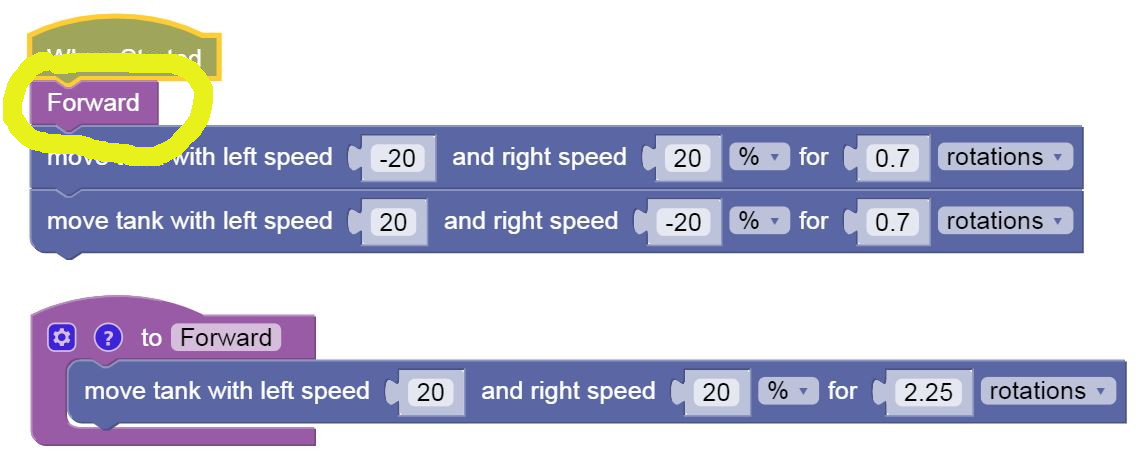 When Started
Forward
move tank with left speed -20 and right speed 20 % for 0.7 rotations
move tank with left speed 20 and right speed -20 % for 0.7 rotations
? to Forward
move tank with left speed 20 and right speed 20 % for 2.25 rotations